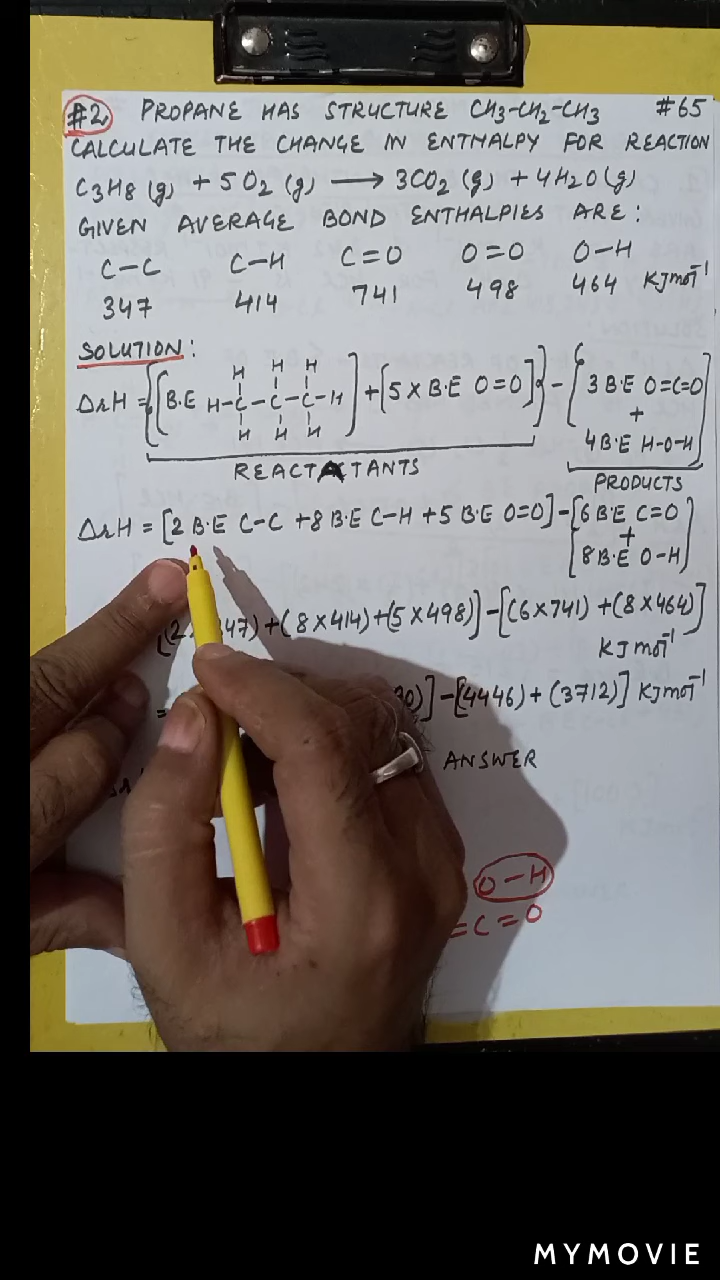 #2 PROPANE HAS STRUCTURE CH3-CH2-CH3 #65
CALCULATE THE CHANGE IN ENTHALPY FOR REACTION
C3H8 (g) + 5O2 (g) ⟶ 3CO2 (g) + 4H2O (g)
GIVEN AVERAGE BOND ENTHALPIES ARE:
C-C C-H C=O O=O O-H
347 414 741 498 464 KJmol⁻¹
SOLUTION:
H H H
ΔrH = {[B.E H-C-C-C-H] + [5 x B.E O=O]} - [3 B.E O=C=O
H H H
+
4 B.E H-O-H]
REACTANTS
PRODUCTS
ΔrH = [2 B.E C-C + 8 B.E C-H + 5 B.E O=O] - [6 B.E C=O
+
8 B.E O-H]
47) + (8 x 414) + (5 x 498)] - [(6 x 741) + (8 x 464)]
KJmol⁻¹
= 90)] - [4446) + (3712)] KJmol⁻¹
ANSWER
O-H
=C=O
MYMOVIE